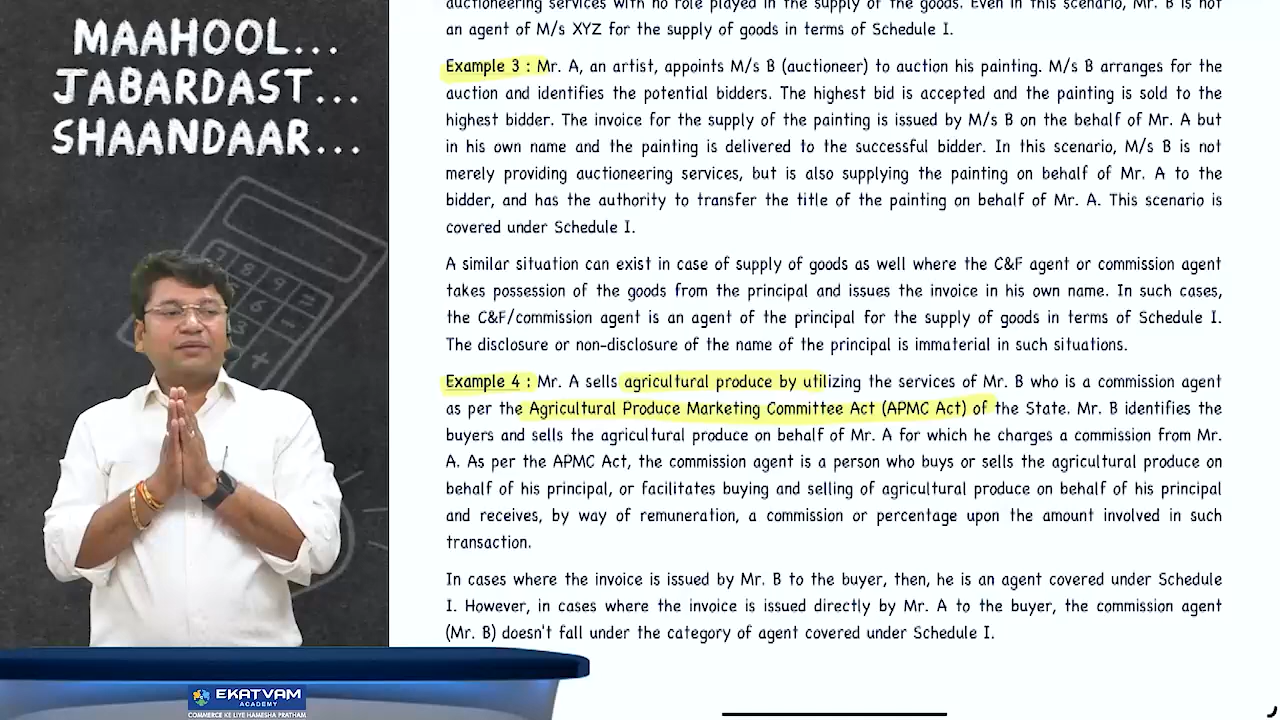 MAAHOOL...
JABARDAST...
SHAANDAAR...
auctioneering services with no role played in the supply of the goods. Even in this scenario, Mr. B is not
an agent of M/s XYZ for the supply of goods in terms of Schedule I.
Example 3 : Mr. A, an artist, appoints M/s B (auctioneer) to auction his painting. M/s B arranges for the
auction and identifies the potential bidders. The highest bid is accepted and the painting is sold to the
highest bidder. The invoice for the supply of the painting is issued by M/s B on the behalf of Mr. A but
in his own name and the painting is delivered to the successful bidder. In this scenario, M/s B is not
merely providing auctioneering services, but is also supplying the painting on behalf of Mr. A to the
bidder, and has the authority to transfer the title of the painting on behalf of Mr. A. This scenario is
covered under Schedule I.
A similar situation can exist in case of supply of goods as well where the C&F agent or commission agent
takes possession of the goods from the principal and issues the invoice in his own name. In such cases,
the C&F/commission agent is an agent of the principal for the supply of goods in terms of Schedule I.
The disclosure or non-disclosure of the name of the principal is immaterial in such situations.
Example 4 : Mr. A sells agricultural produce by utilizing the services of Mr. B who is a commission agent
as per the Agricultural Produce Marketing Committee Act (APMC Act) of the State. Mr. B identifies the
buyers and sells the agricultural produce on behalf of Mr. A for which he charges a commission from Mr.
A. As per the APMC Act, the commission agent is a person who buys or sells the agricultural produce on
behalf of his principal, or facilitates buying and selling of agricultural produce on behalf of his principal
and receives, by way of remuneration, a commission or percentage upon the amount involved in such
transaction.
In cases where the invoice is issued by Mr. B to the buyer, then, he is an agent covered under Schedule
I. However, in cases where the invoice is issued directly by Mr. A to the buyer, the commission agent
(Mr. B) doesn't fall under the category of agent covered under Schedule I.
EKATVAM
ACADEMY
COMMERCE KE LIYE HAMESHA PRATHAM